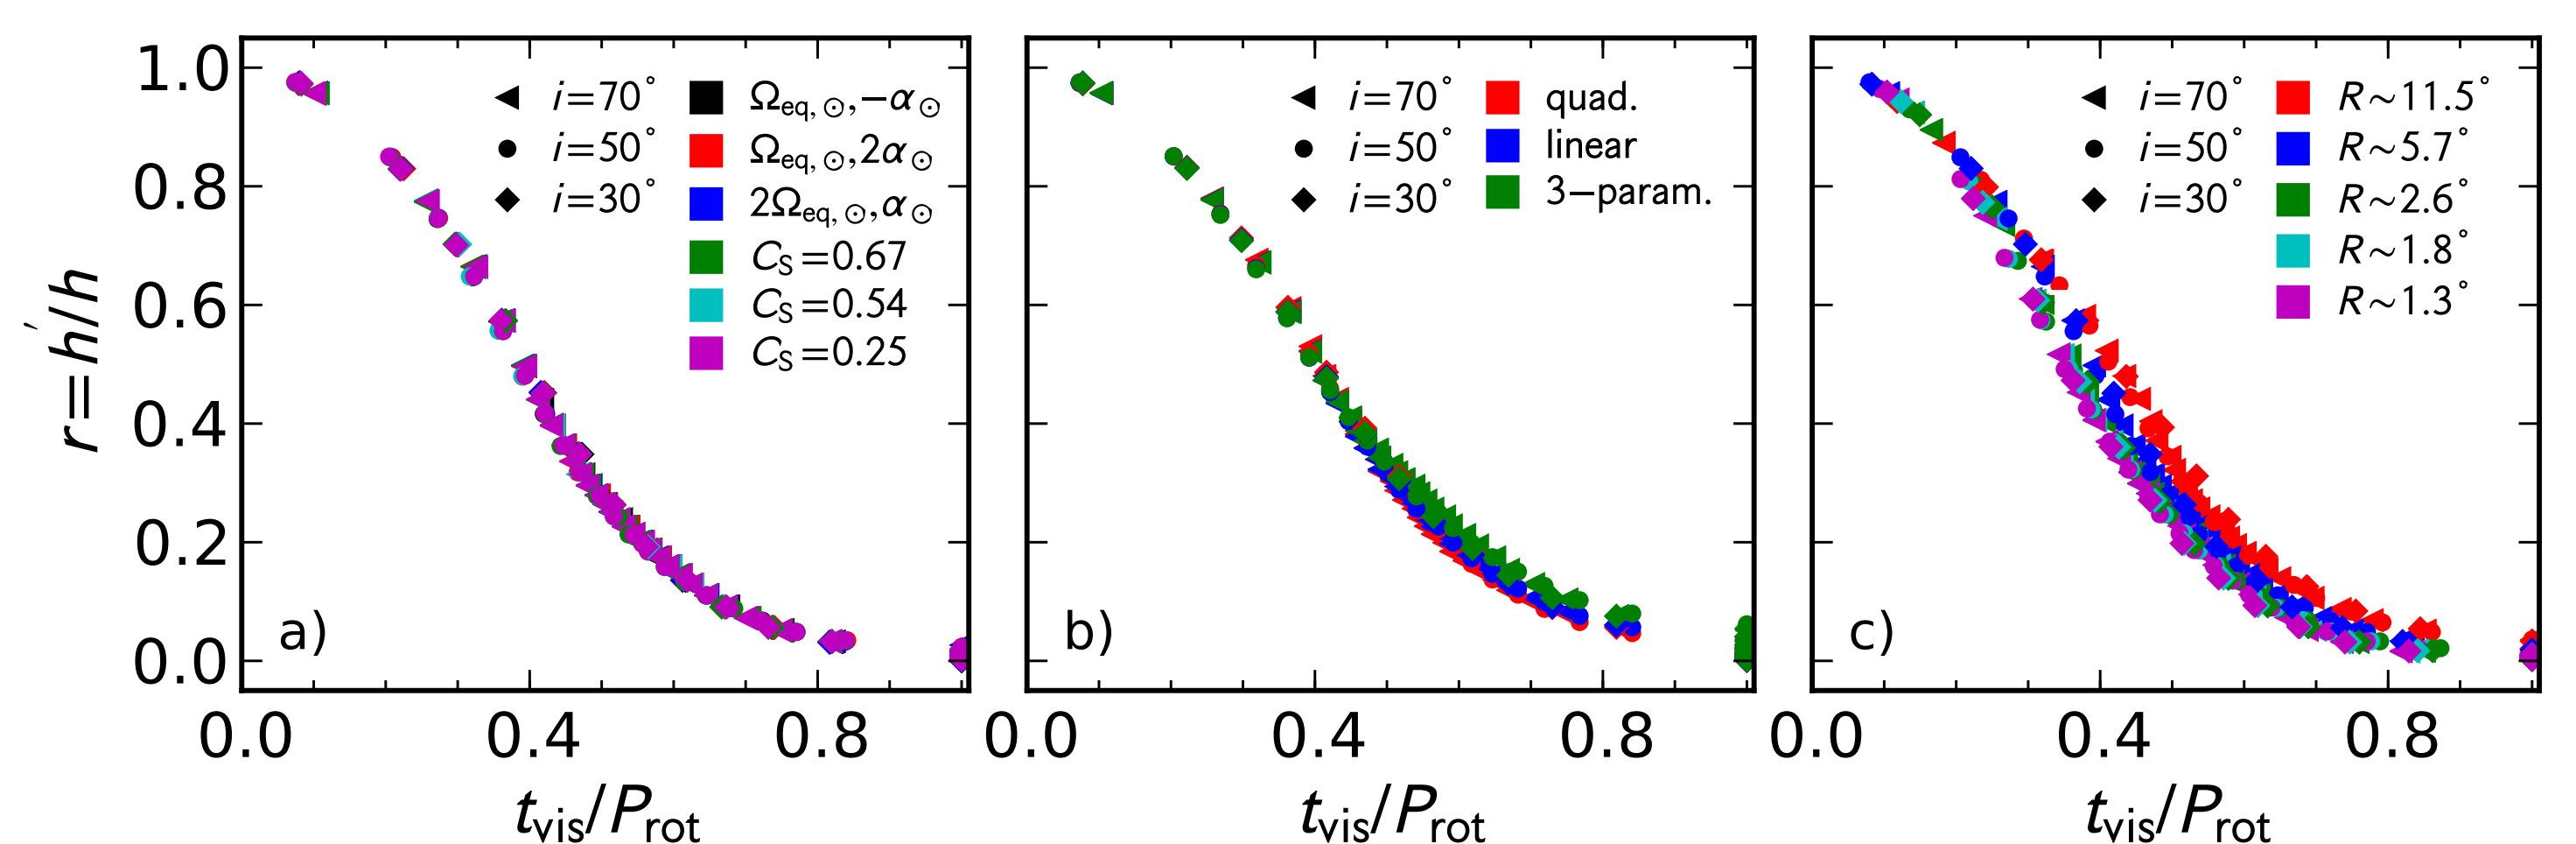 r=h′/h
1.0
0.8
0.6
0.4
0.2
0.0
i=70°
i=50°
i=30°
Ωeq,⊙,−α⊙
Ωeq,⊙,2α⊙
2Ωeq,⊙,α⊙
CS=0.67
CS=0.54
CS=0.25
a)
0.0 0.4 0.8
tvis/Prot
i=70°
i=50°
i=30°
quad.
linear
3−param.
b)
0.0 0.4 0.8
tvis/Prot
i=70°
i=50°
i=30°
R~11.5°
R~5.7°
R~2.6°
R~1.8°
R~1.3°
c)
0.0 0.4 0.8
tvis/Prot